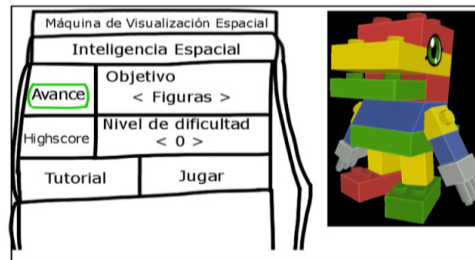 Máquina de Visualización Espacial
Inteligencia Espacial
Avance
Objetivo
< Figuras >
Highscore
Nivel de dificultad
< 0 >
Tutorial
Jugar